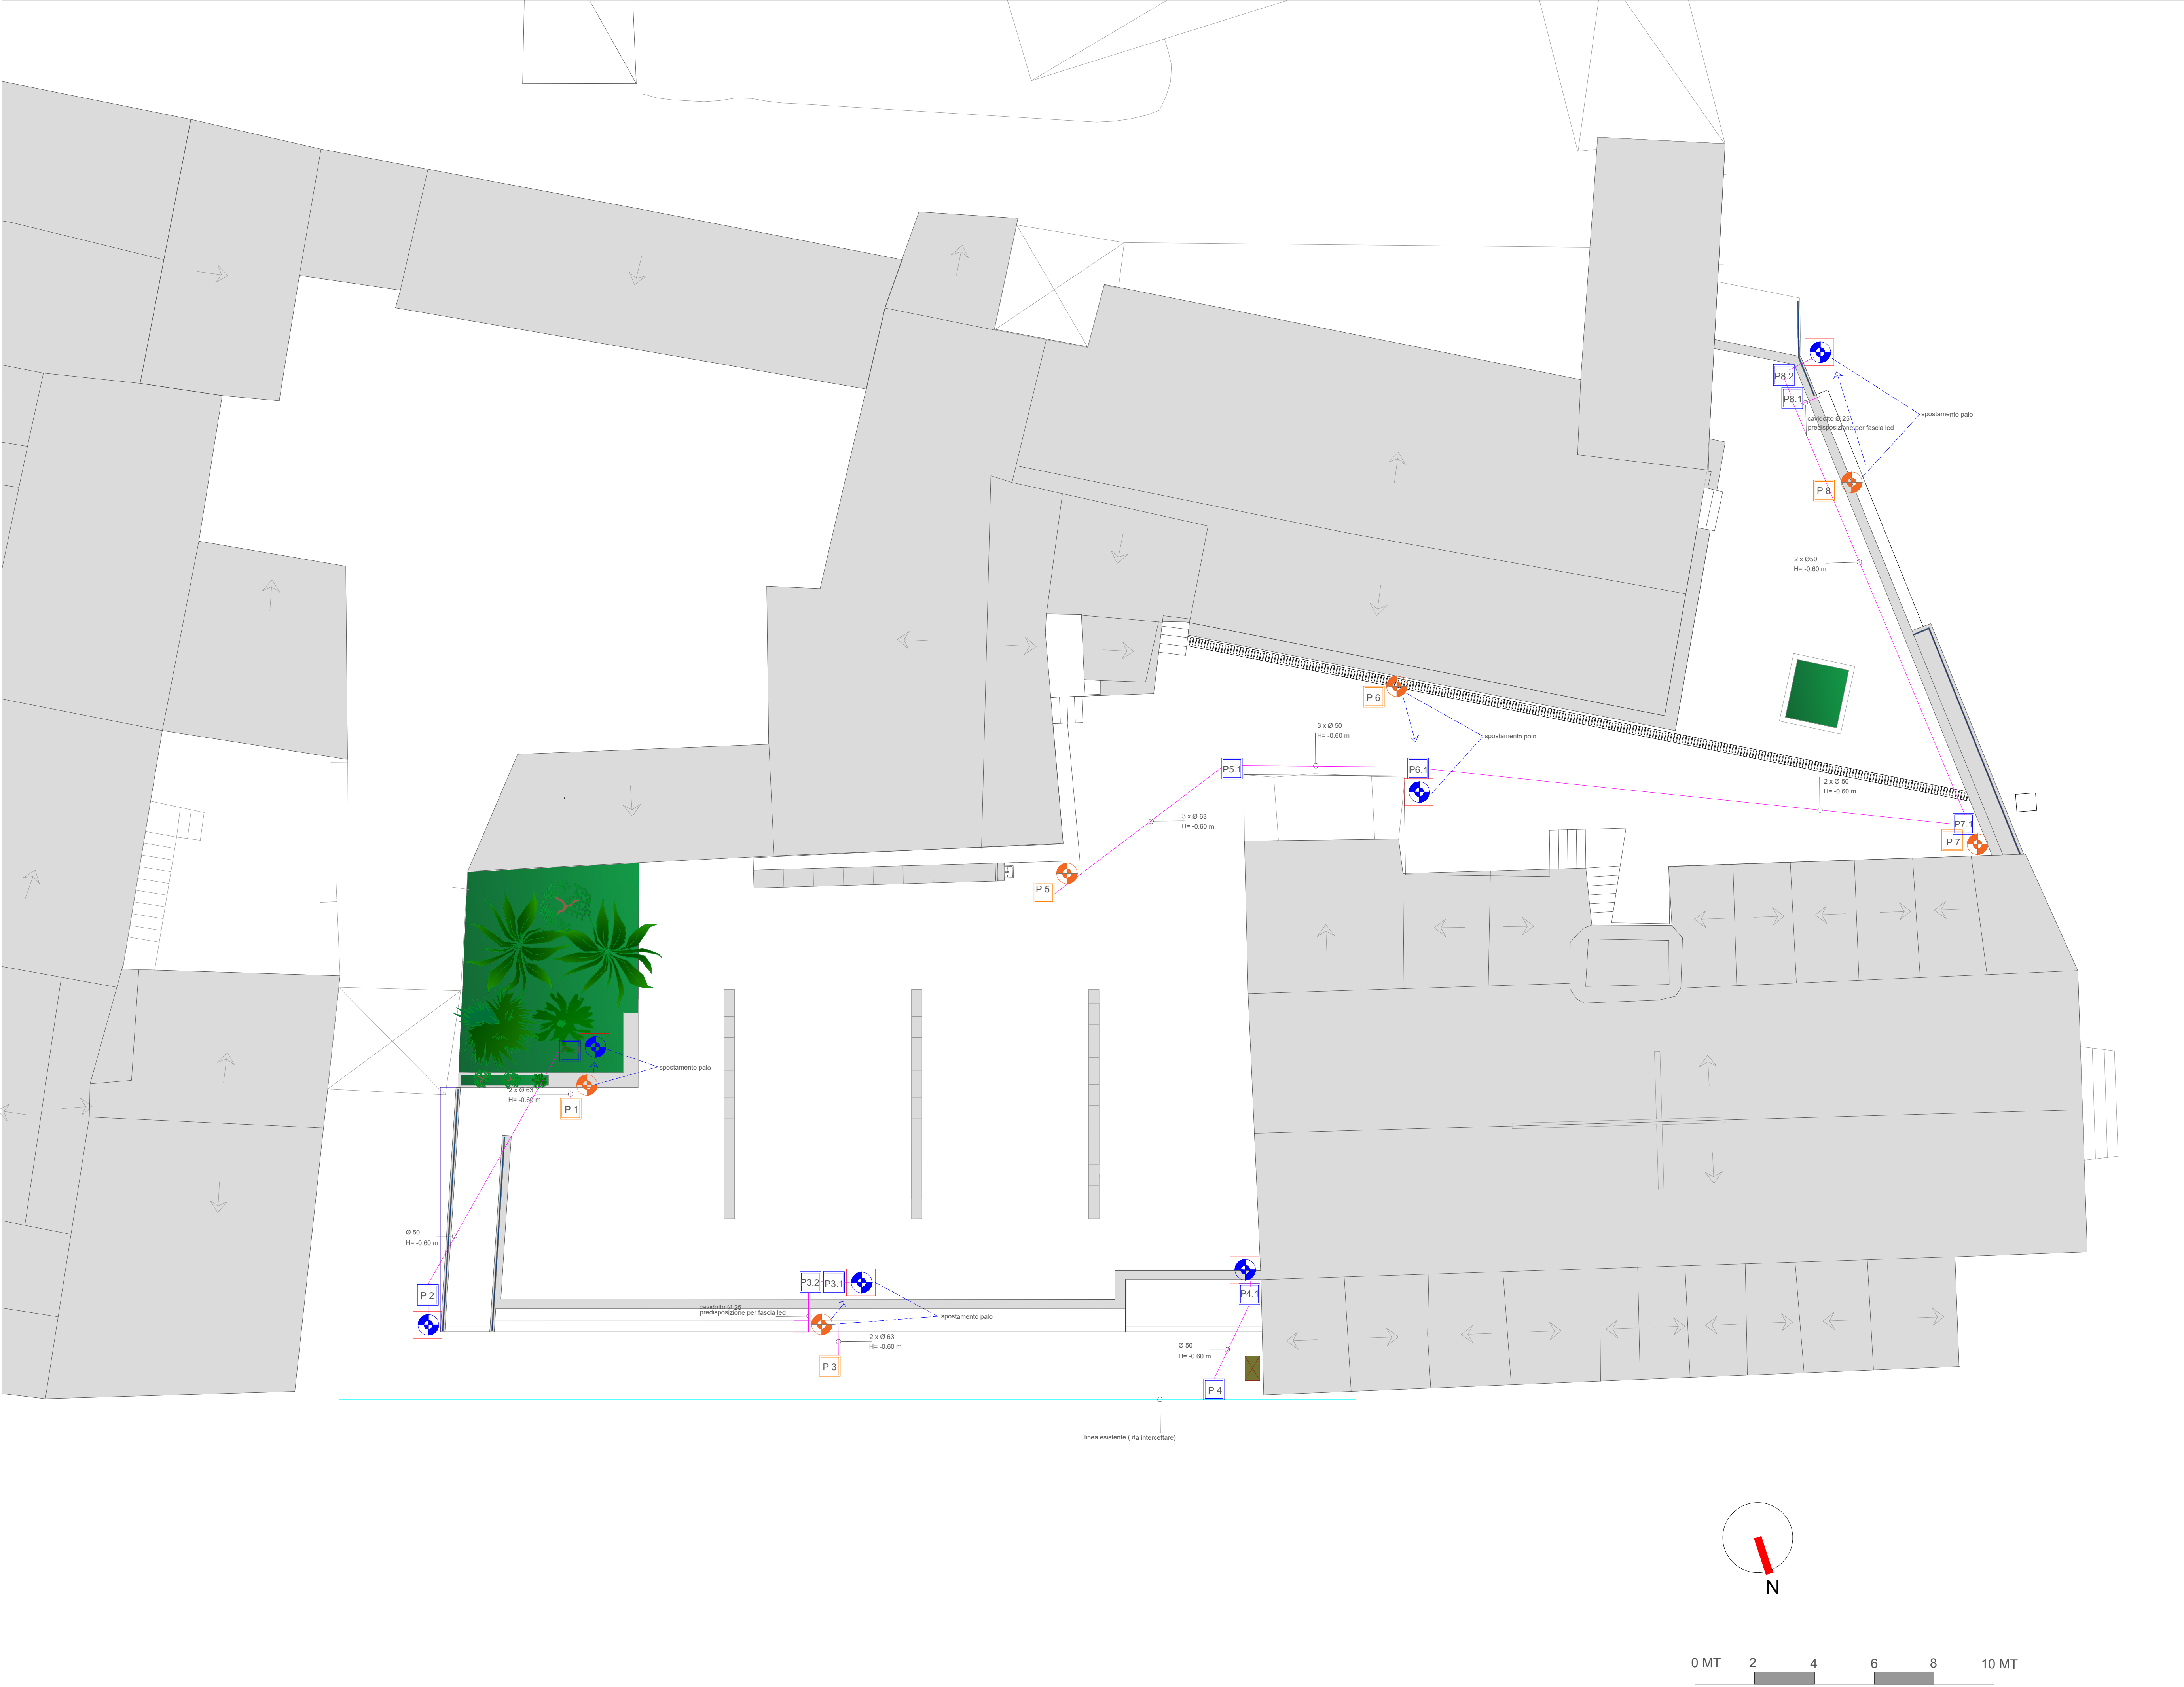 P8.2
P8.1
cavidotto Ø 25
predisposizione per fascia led
spostamento palo
P 8
2 x Ø50
H= -0.60 m
P 6
3 x Ø 50
H= -0.60 m
spostamento palo
P5.1
P6.1
2 x Ø 50
H= -0.60 m
3 x Ø 63
H= -0.60 m
P7.1
P 7
P 5
spostamento palo
2 x Ø 63
H= -0.60 m
P 1
Ø 50
H= -0.60 m
P 2
P3.2
P3.1
cavidotto Ø 25
predisposizione per fascia led
spostamento palo
2 x Ø 63
H= -0.60 m
P 3
P4.1
Ø 50
H= -0.60 m
P 4
linea esistente ( da intercettare)
N
0 MT 2 4 6 8 10 MT